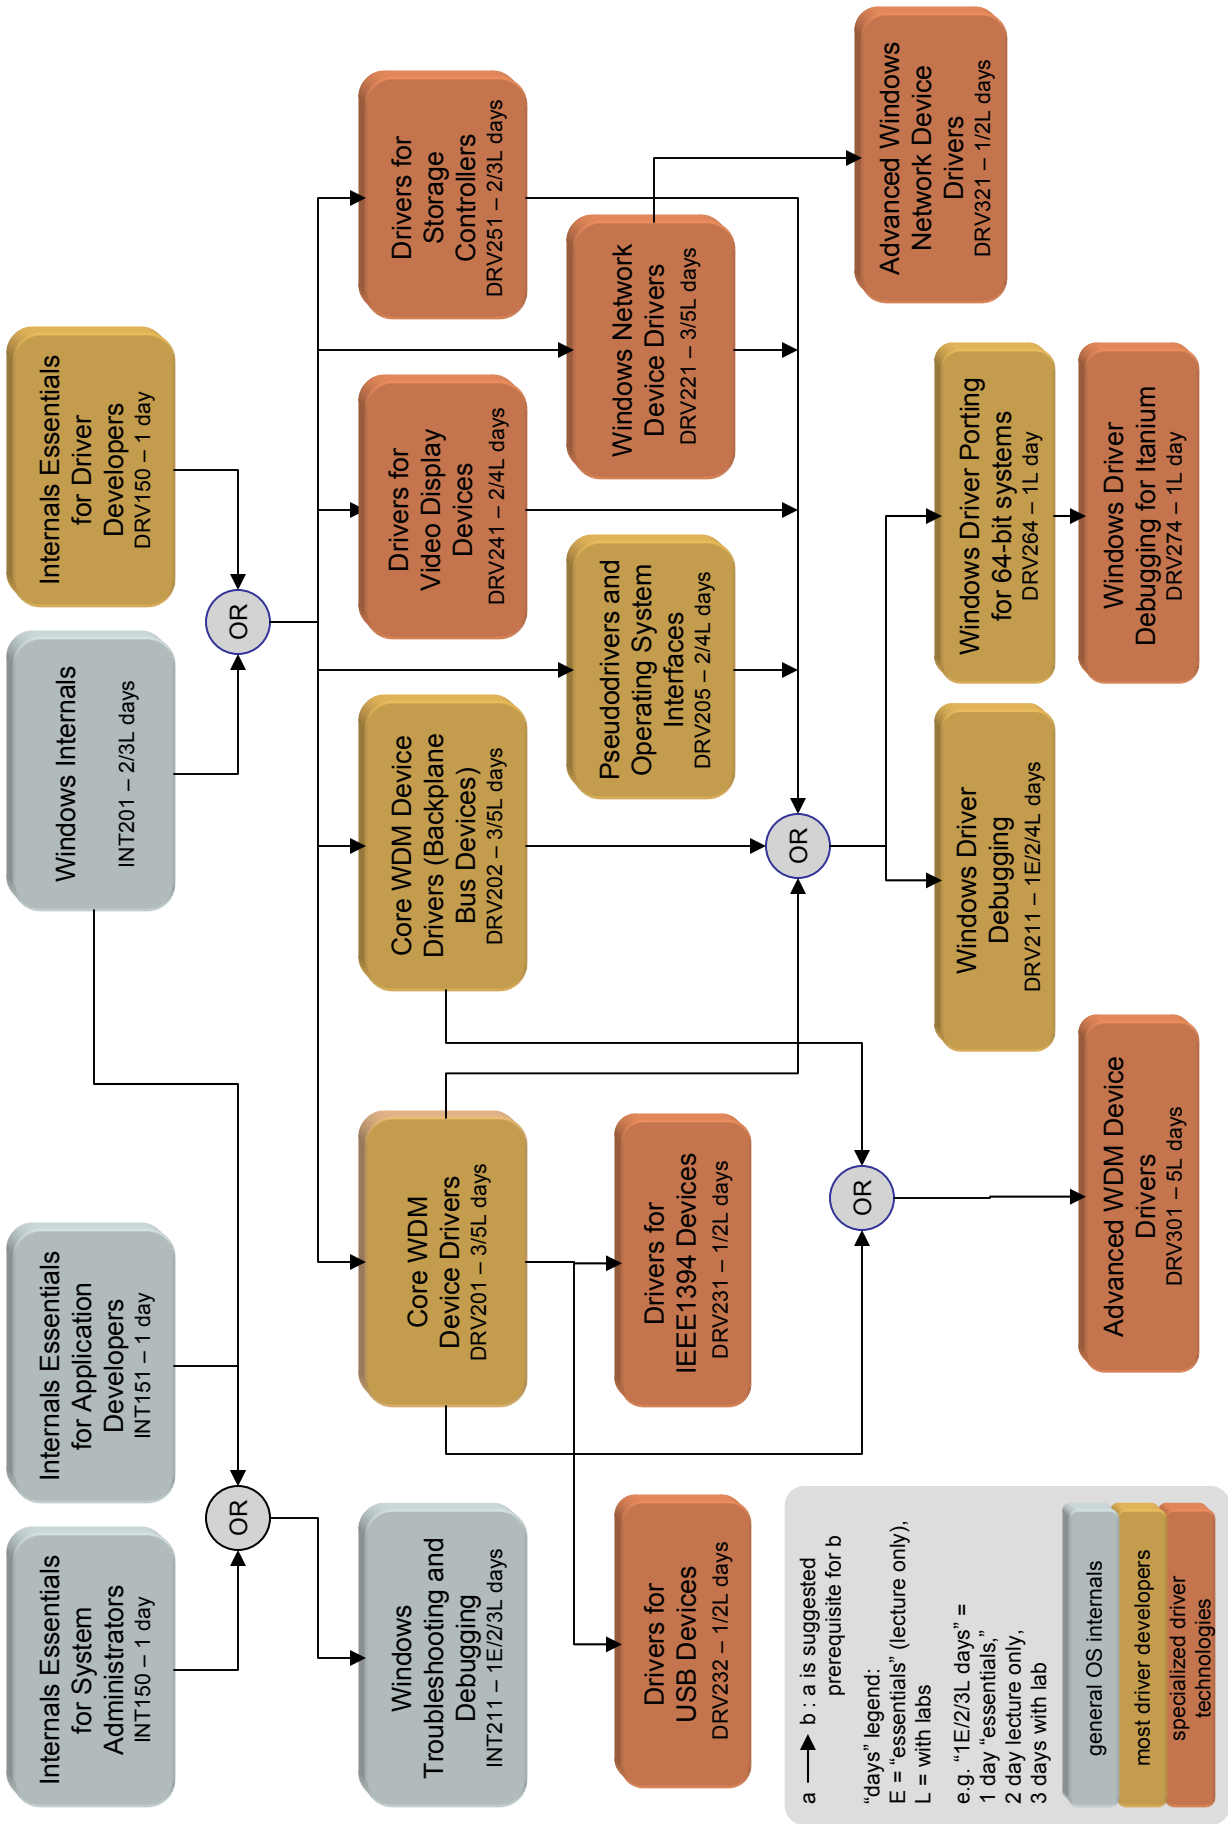 Internals Essentials
for System
Administrators
INT150 – 1 day
Internals Essentials
for Application
Developers
INT151 – 1 day
Windows Internals
INT201 – 2/3L days
Internals Essentials
for Driver
Developers
DRV150 – 1 day
OR
OR
Windows
Troubleshooting and
Debugging
INT211 – 1E/2/3L days
Core WDM
Device Drivers
DRV201 – 3/5L days
Core WDM Device
Drivers (Backplane
Bus Devices)
DRV202 – 3/5L days
Drivers for
Video Display
Devices
DRV241 – 2/4L days
Drivers for
Storage
Controllers
DRV251 – 2/3L days
Pseudodrivers and
Operating System
Interfaces
DRV205 – 2/4L days
Windows Network
Device Drivers
DRV221 – 3/5L days
Drivers for
USB Devices
DRV232 – 1/2L days
Drivers for
IEEE1394 Devices
DRV231 – 1/2L days
OR
OR
Advanced Windows
Network Device
Drivers
DRV321 – 1/2L days
Windows Driver
Debugging
DRV211 – 1E/2/4L days
Windows Driver Porting
for 64-bit systems
DRV264 – 1L day
Advanced WDM Device
Drivers
DRV301 – 5L days
Windows Driver
Debugging for Itanium
DRV274 – 1L day
a b : a is suggested
prerequisite for b
“days” legend:
E = “essentials” (lecture only),
L = with labs
e.g. “1E/2/3L days” =
1 day “essentials,”
2 day lecture only,
3 days with lab
general OS internals
most driver developers
specialized driver
technologies